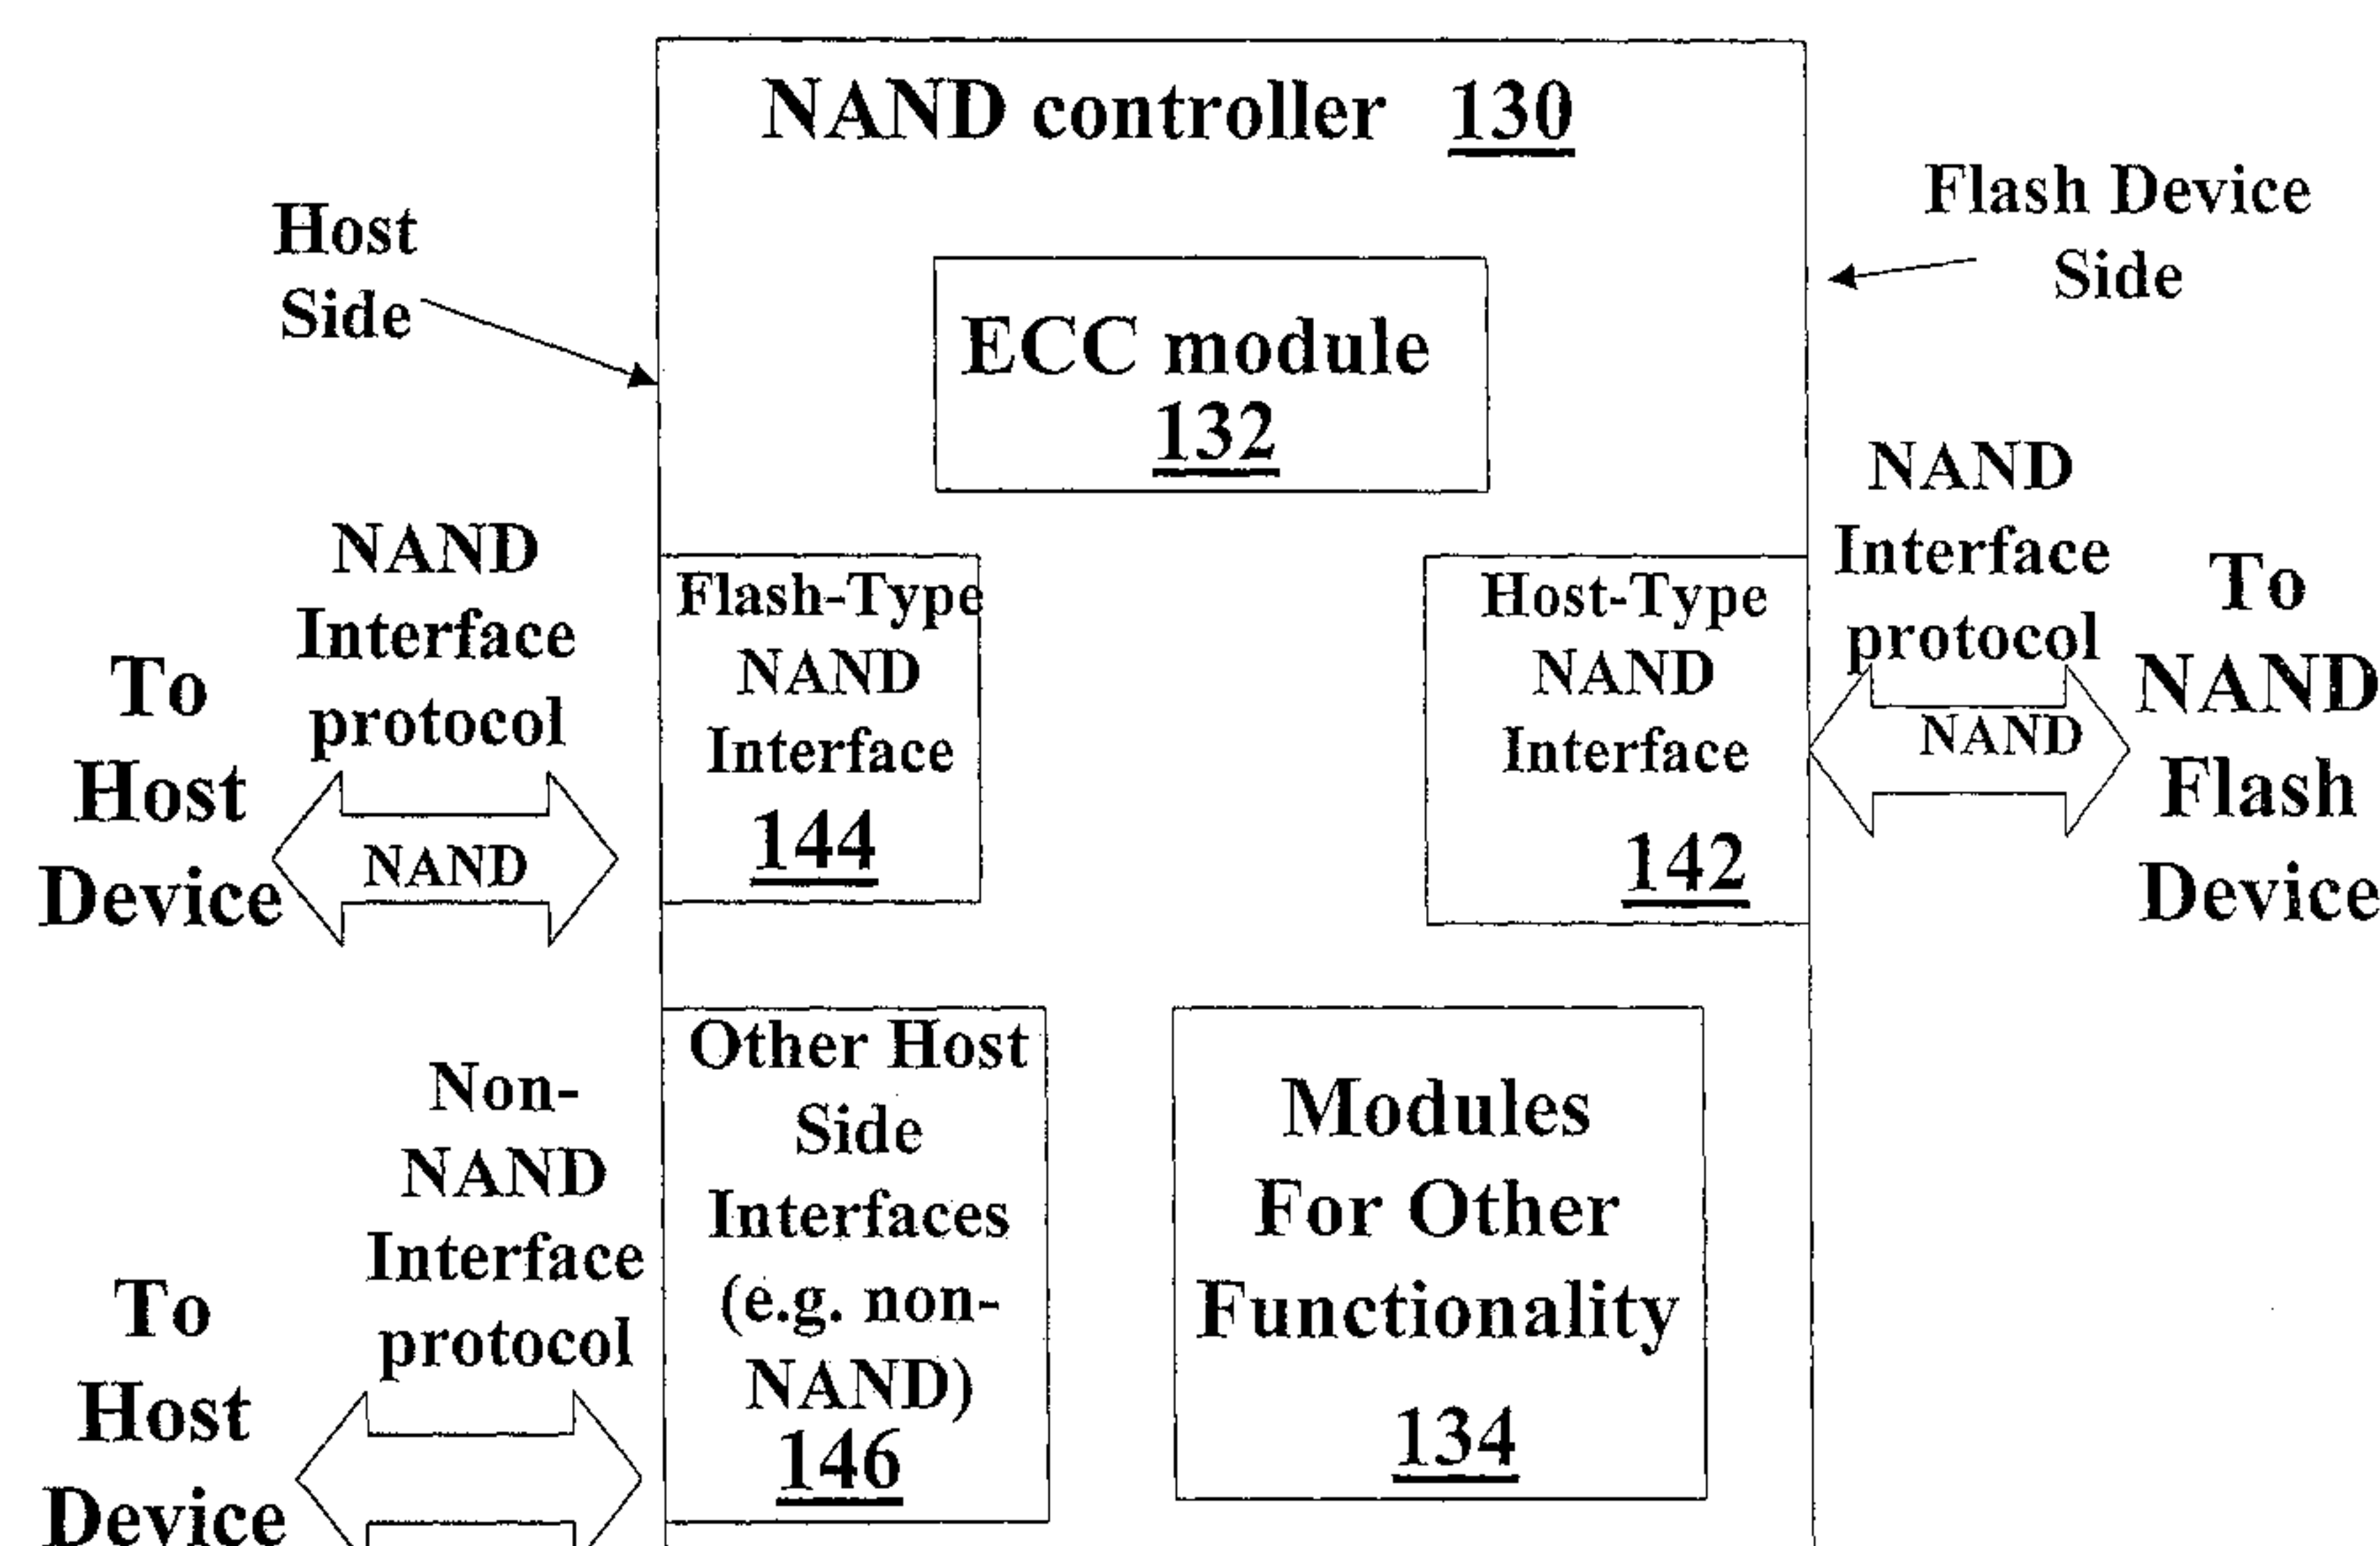 NAND controller 130
Host
Side
Flash Device
Side
ECC module
132
NAND
Interface
protocol
To
Host
Device
NAND
Flash-Type
NAND
Interface
144
Host-Type
NAND
Interface
142
NAND
Interface
protocol
NAND
To
NAND
Flash
Device
Non-
NAND
Interface
protocol
To
Host
Device
Other Host
Side
Interfaces
(e.g. non-
NAND)
146
Modules
For Other
Functionality
134